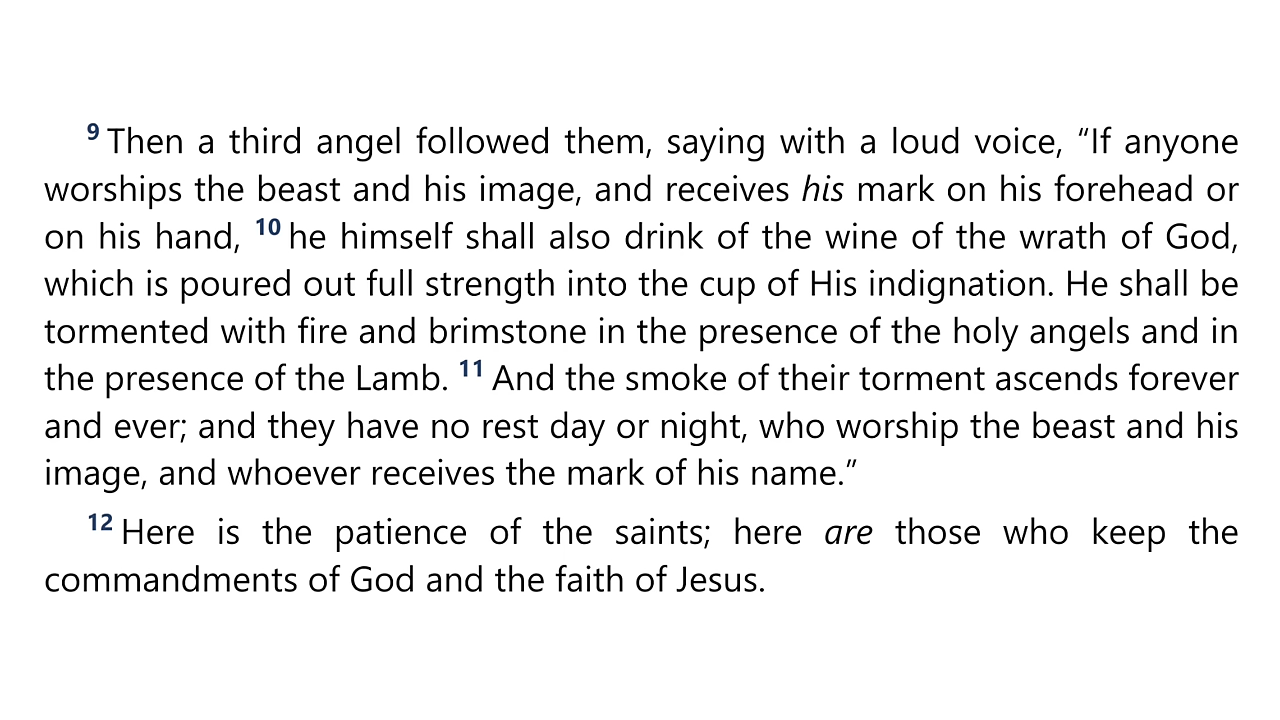 9 Then a third angel followed them, saying with a loud voice, “If anyone
worships the beast and his image, and receives his mark on his forehead or
on his hand, 10 he himself shall also drink of the wine of the wrath of God,
which is poured out full strength into the cup of His indignation. He shall be
tormented with fire and brimstone in the presence of the holy angels and in
the presence of the Lamb. 11 And the smoke of their torment ascends forever
and ever; and they have no rest day or night, who worship the beast and his
image, and whoever receives the mark of his name.”
12 Here is the patience of the saints; here are those who keep the
commandments of God and the faith of Jesus.